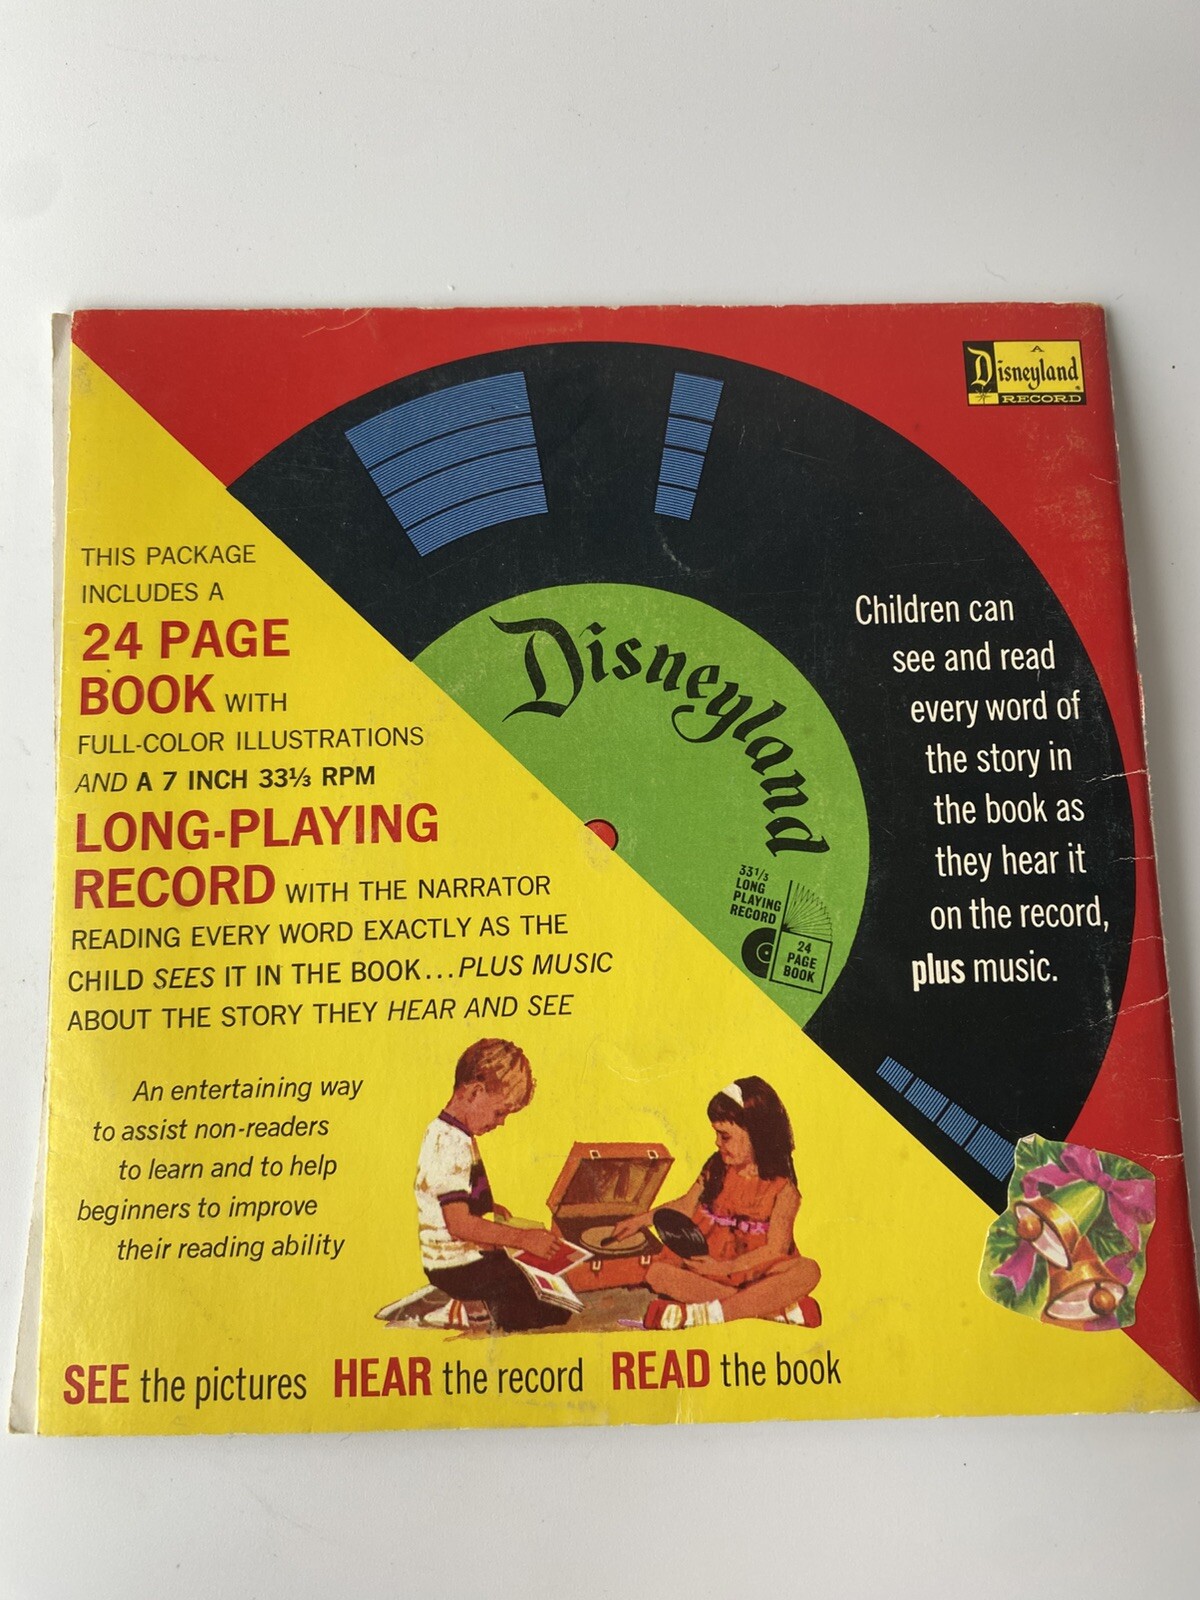 A
Disneyland
RECORD
THIS PACKAGE
INCLUDES A
24 PAGE
BOOK WITH
FULL-COLOR ILLUSTRATIONS
AND A 7 INCH 33⅓ RPM
LONG-PLAYING
RECORD WITH THE NARRATOR
READING EVERY WORD EXACTLY AS THE
CHILD SEES IT IN THE BOOK...PLUS MUSIC
ABOUT THE STORY THEY HEAR AND SEE
Disneyland
33⅓
LONG
PLAYING
RECORD
24
PAGE
BOOK
Children can
see and read
every word of
the story in
the book as
they hear it
on the record,
plus music.
An entertaining way
to assist non-readers
to learn and to help
beginners to improve
their reading ability
SEE the pictures HEAR the record READ the book